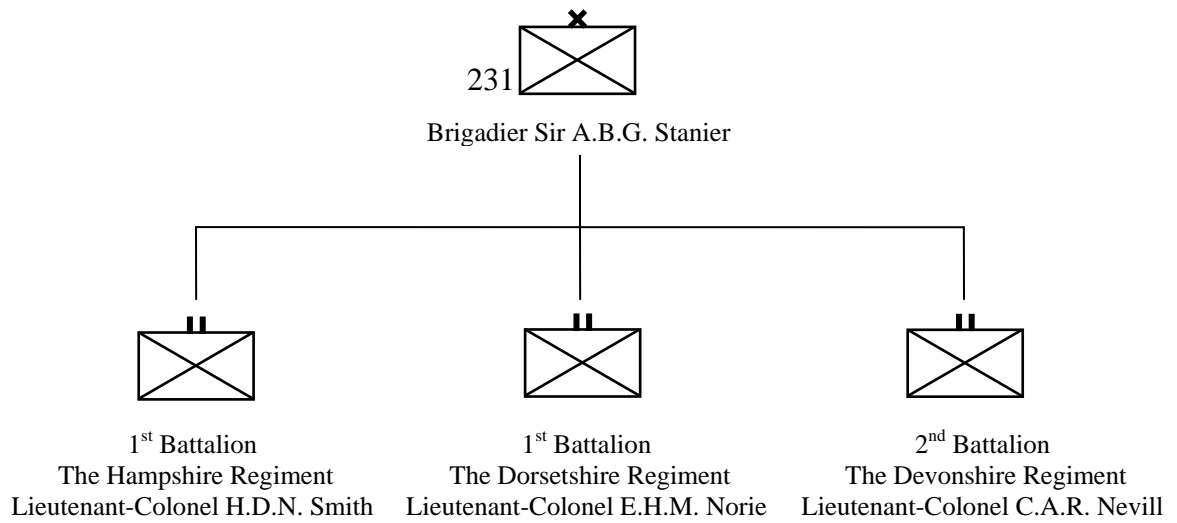 231
Brigadier Sir A.B.G. Stanier
1st Battalion
The Hampshire Regiment
Lieutenant-Colonel H.D.N. Smith
1st Battalion
The Dorsetshire Regiment
Lieutenant-Colonel E.H.M. Norie
2nd Battalion
The Devonshire Regiment
Lieutenant-Colonel C.A.R. Nevill